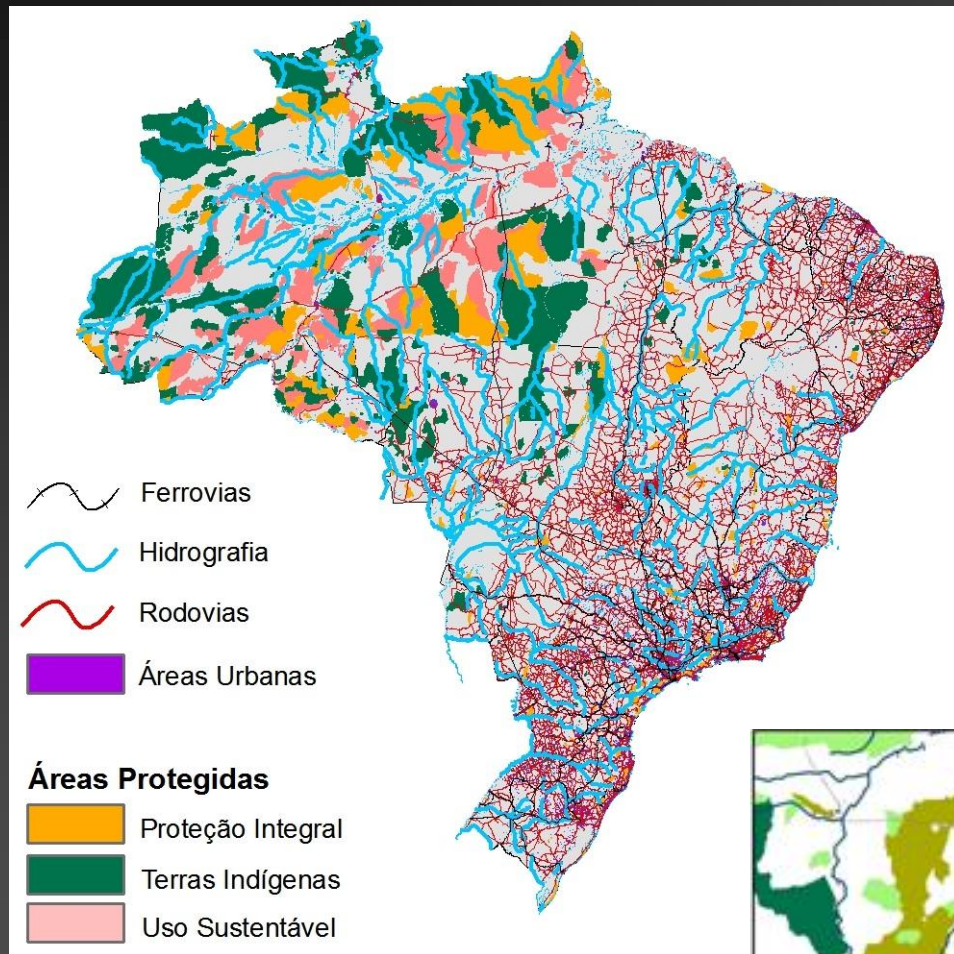 Ferrovias
Hidrografia
Rodovias
Áreas Urbanas
Áreas Protegidas
Proteção Integral
Terras Indígenas
Uso Sustentável